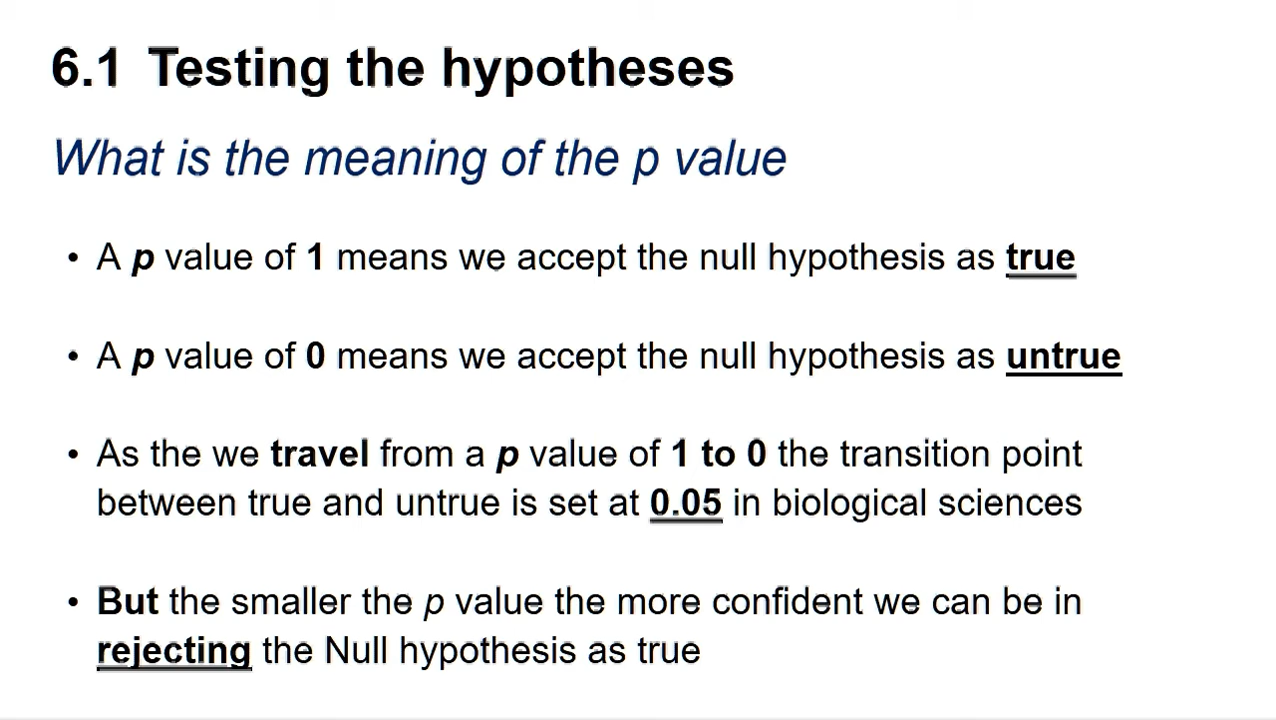 6.1 Testing the hypotheses
What is the meaning of the p value
• A p value of 1 means we accept the null hypothesis as true
• A p value of 0 means we accept the null hypothesis as untrue
• As the we travel from a p value of 1 to 0 the transition point
between true and untrue is set at 0.05 in biological sciences
• But the smaller the p value the more confident we can be in
rejecting the Null hypothesis as true